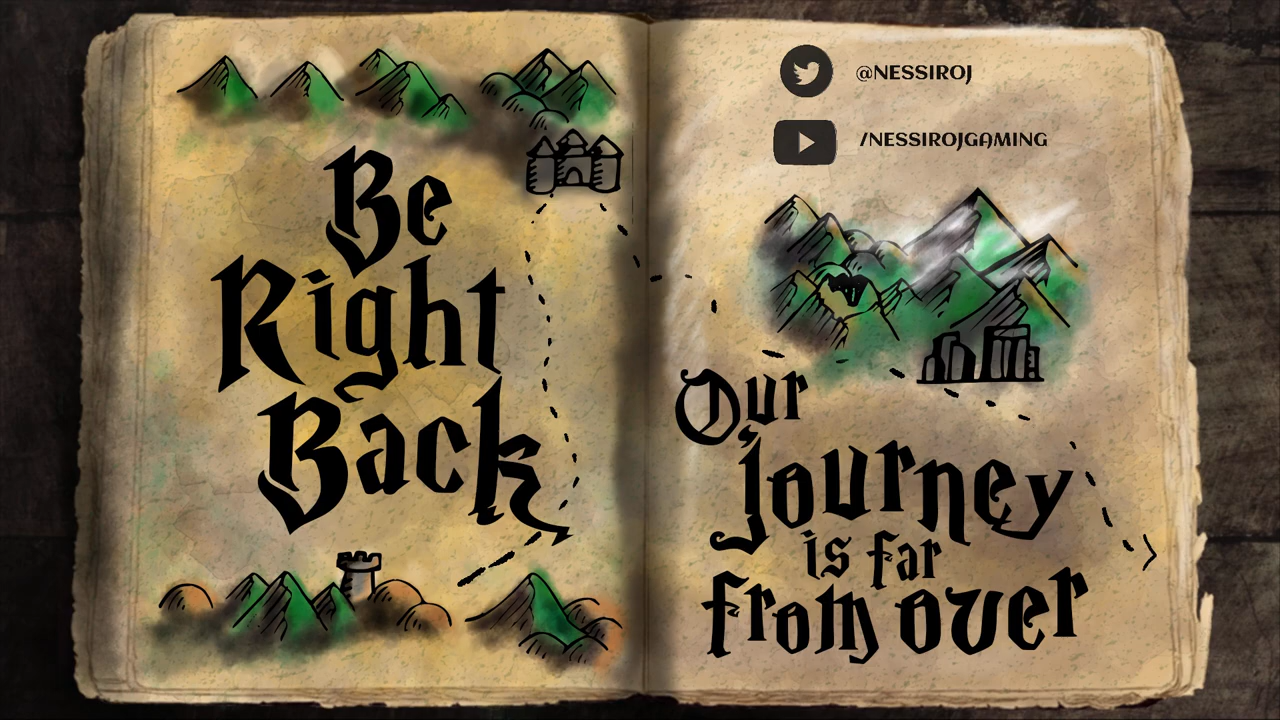 Be
Right
Back
@NESSIROJ
/NESSIROJGAMING
Our
journey
is far
from over